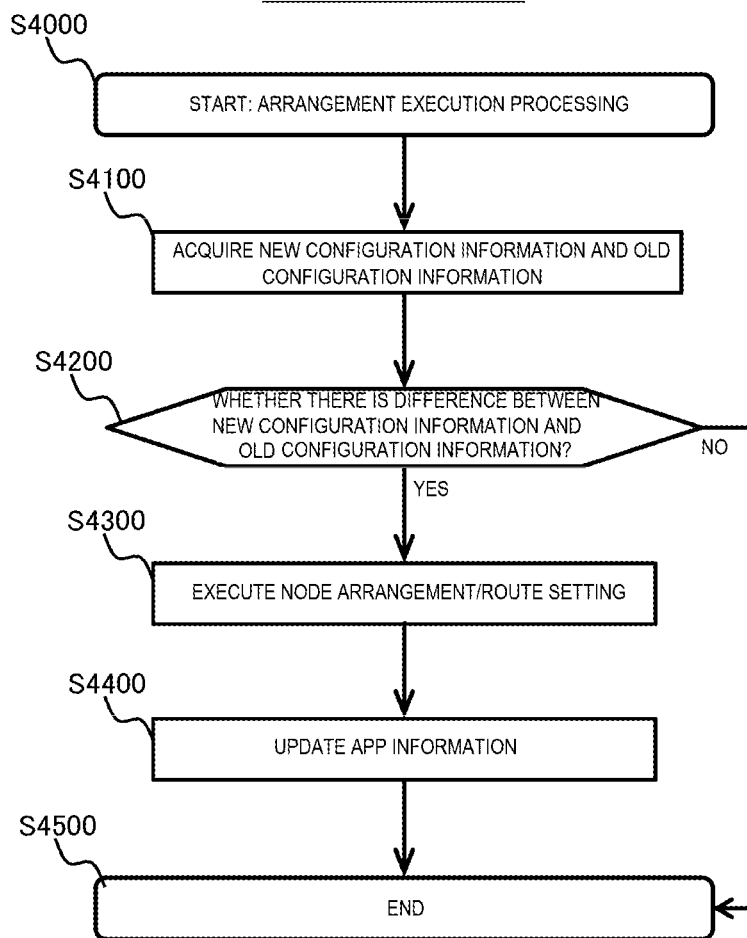 S4000
START: ARRANGEMENT EXECUTION PROCESSING
S4100
ACQUIRE NEW CONFIGURATION INFORMATION AND OLD
CONFIGURATION INFORMATION
S4200
WHETHER THERE IS DIFFERENCE BETWEEN
NEW CONFIGURATION INFORMATION AND
OLD CONFIGURATION INFORMATION?
NO
YES
S4300
EXECUTE NODE ARRANGEMENT/ROUTE SETTING
S4400
UPDATE APP INFORMATION
S4500
END